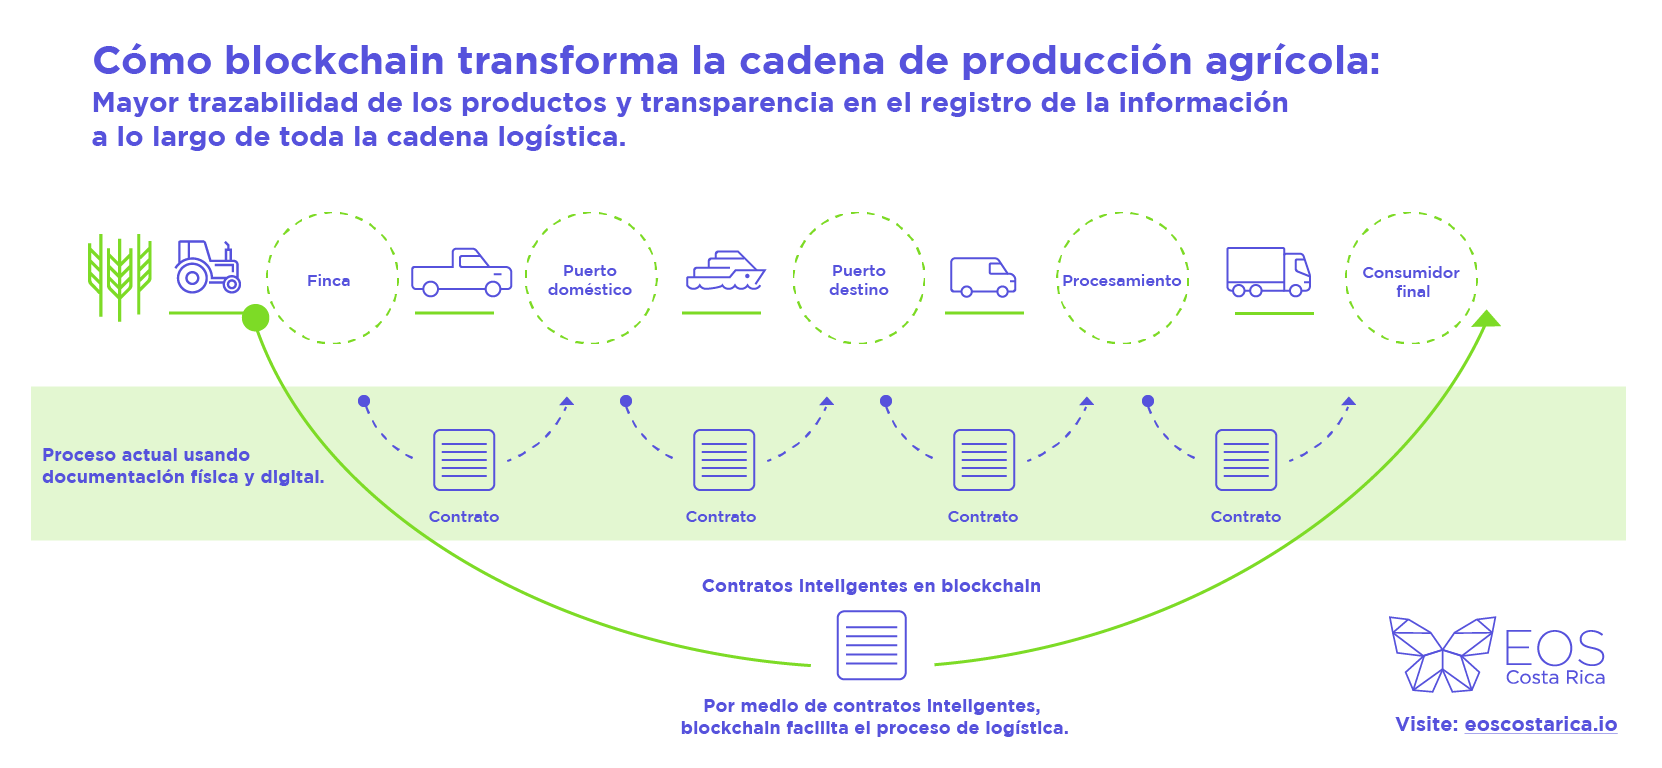 Cómo blockchain transforma la cadena de producción agrícola:
Mayor trazabilidad de los productos y transparencia en el registro de la información
a lo largo de toda la cadena logística.
Finca
Puerto
doméstico
Puerto
destino
Procesamiento
Consumidor
final
Proceso actual usando
documentación física y digital.
Contrato
Contrato
Contrato
Contrato
Contratos inteligentes en blockchain
Por medio de contratos inteligentes,
blockchain facilita el proceso de logística.
EOS
Costa Rica
Visite: eoscostarica.io